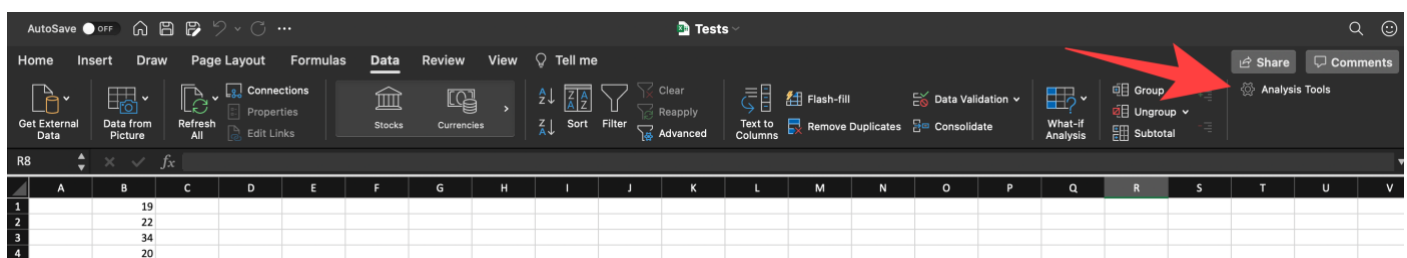 AutoSave OFF Tests
Home Insert Draw Page Layout Formulas Data Review View Tell me Share Comments
Get External Data
Data from Picture
Refresh All
Connections
Properties
Edit Links
Stocks
Currencies
Sort
Filter
Clear
Reapply
Advanced
Text to Columns
Flash-fill
Remove Duplicates
Data Validation
Consolidate
What-if Analysis
Group
Ungroup
Subtotal
Analysis Tools
R8 fx
A B C D E F G H I J K L M N O P Q R S T U V
1 19
2 22
3 34
4 20